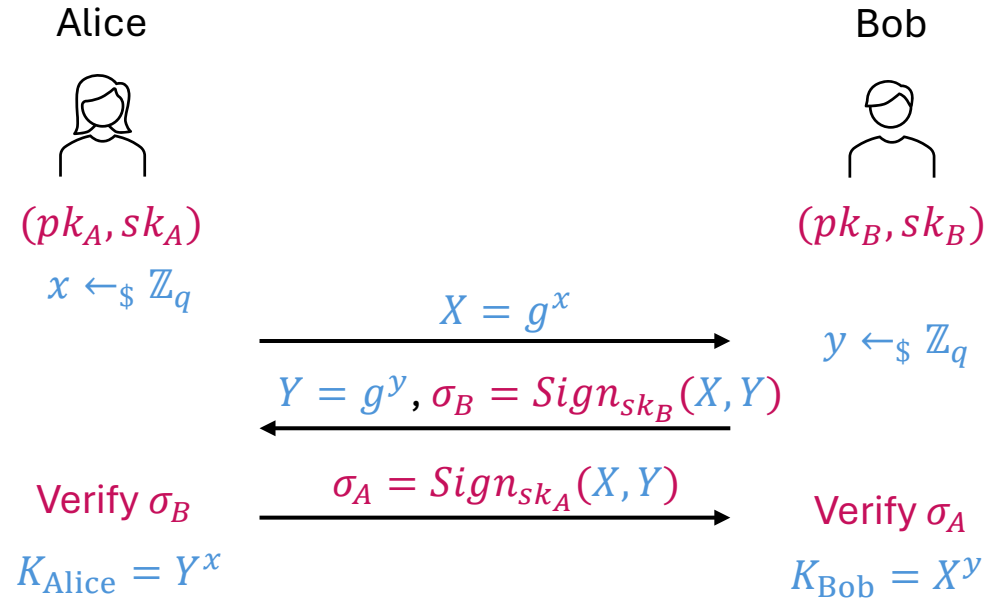 Alice
Bob
(pk_A, sk_A)
(pk_B, sk_B)
x ←_$ ℤ_q
X = g^x
y ←_$ ℤ_q
Y = g^y, σ_B = Sign_{sk_B}(X, Y)
σ_A = Sign_{sk_A}(X, Y)
Verify σ_B
Verify σ_A
K_Alice = Y^x
K_Bob = X^y